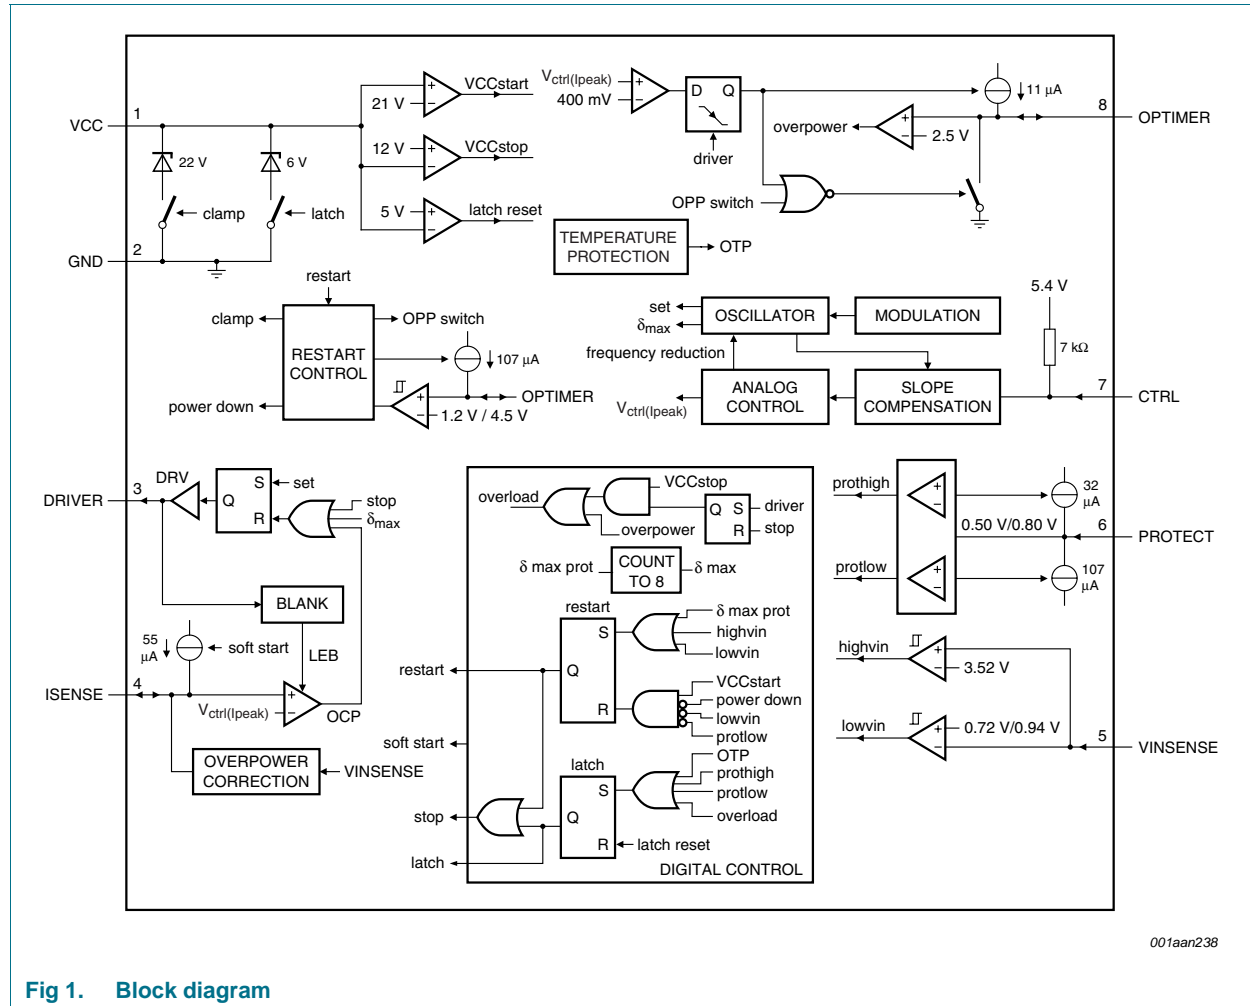 VCC
1
22 V
clamp
6 V
latch
2
GND
+
21 V
−
VCCstart
12 V
+
−
VCCstop
5 V
+
−
latch reset
Vctrl(Ipeak)
+
400 mV
−
D Q
driver
11 μA
8
OPTIMER
overpower
+
−
2.5 V
OPP switch
TEMPERATURE
PROTECTION
OTP
restart
clamp
OPP switch
RESTART
CONTROL
107 μA
power down
+
−
OPTIMER
1.2 V / 4.5 V
set
δmax
OSCILLATOR
MODULATION
frequency reduction
Vctrl(Ipeak)
ANALOG
CONTROL
SLOPE
COMPENSATION
5.4 V
7 kΩ
7
CTRL
DRIVER
3
DRV
S
Q
R
set
stop
δmax
BLANK
LEB
55
μA
soft start
ISENSE
4
Vctrl(Ipeak)
+
−
OCP
OVERPOWER
CORRECTION
VINSENSE
overload
VCCstop
overpower
Q S
R
driver
stop
δ max prot
COUNT
TO 8
δ max
restart
S
Q
R
δ max prot
highvin
lowvin
VCCstart
power down
lowvin
protlow
restart
soft start
stop
latch
latch
S
Q
R
OTP
prothigh
protlow
overload
latch reset
DIGITAL CONTROL
prothigh
+
−
32
μA
0.50 V/0.80 V
6
PROTECT
protlow
+
−
107
μA
highvin
+
−
3.52 V
lowvin
+
−
0.72 V/0.94 V
5
VINSENSE
001aan238
Fig 1. Block diagram